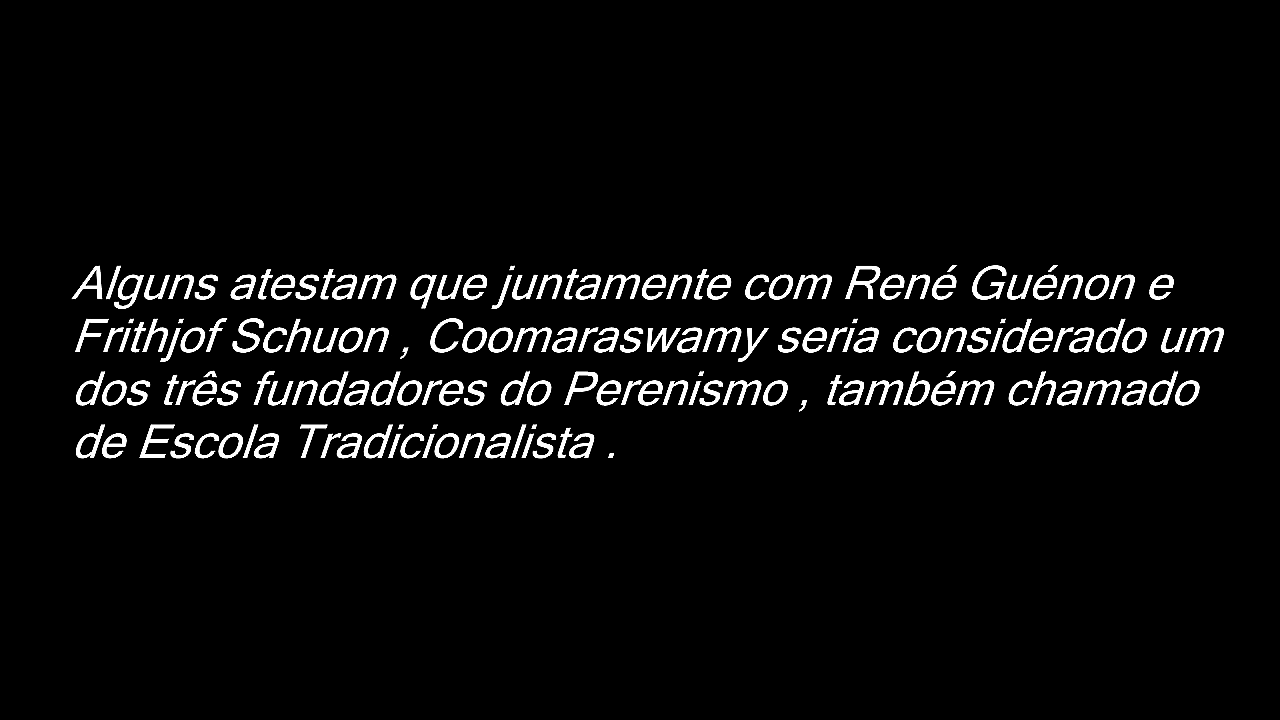 Alguns atestam que juntamente com René Guénon e
Frithjof Schuon , Coomaraswamy seria considerado um
dos três fundadores do Perenismo , também chamado
de Escola Tradicionalista .